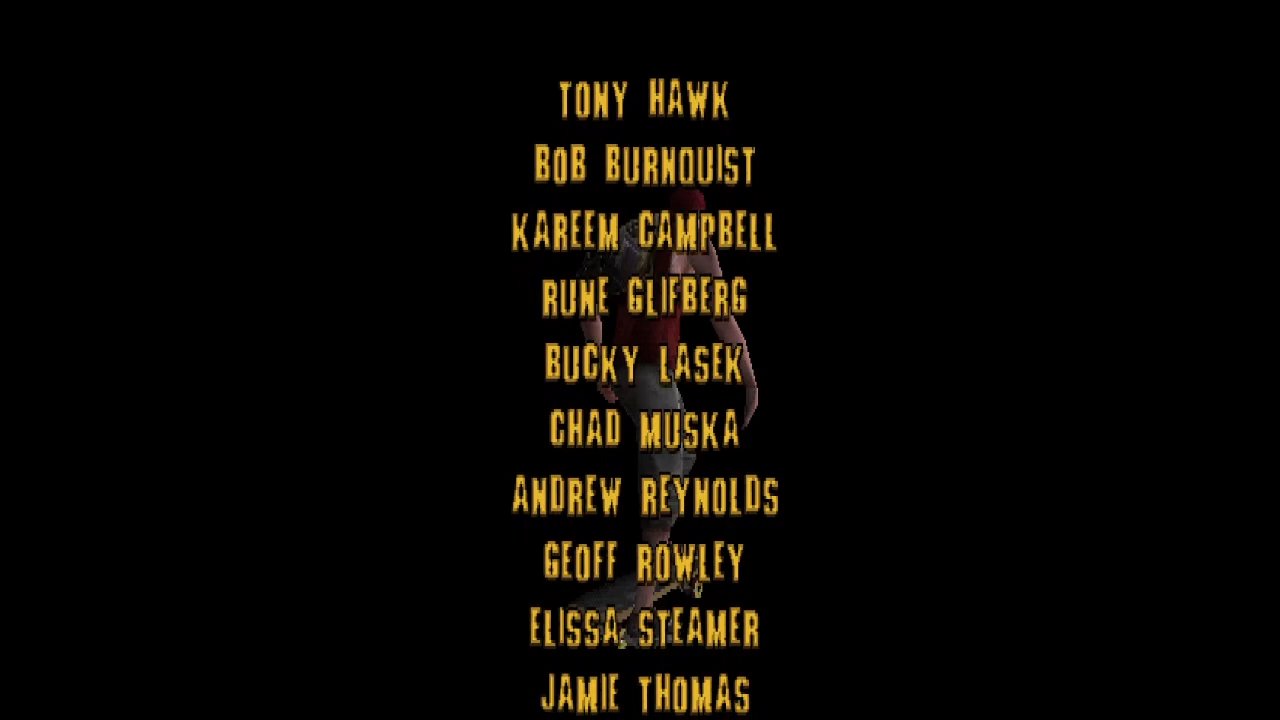 TONY HAWK
BOB BURNQUIST
KAREEM CAMPBELL
RUNE GLIFBERG
BUCKY LASEK
CHAD MUSKA
ANDREW REYNOLDS
GEOFF ROWLEY
ELISSA STEAMER
JAMIE THOMAS